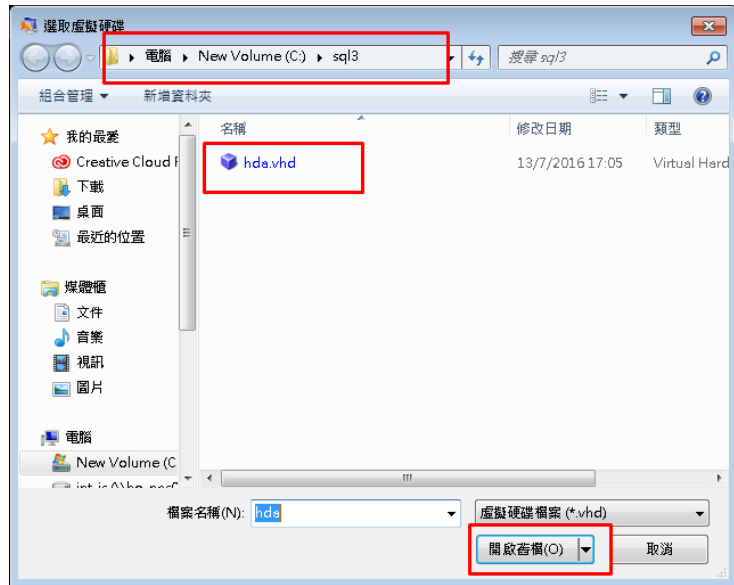 選取虛擬硬碟
電腦 New Volume (C:) sql3
搜尋 sql3
組合管理 新增資料夾
我的最愛
Creative Cloud F
下載
桌面
最近的位置
媒體櫃
文件
音樂
視訊
圖片
電腦
New Volume (C
名稱 修改日期 類型
hda.vhd 13/7/2016 17:05 Virtual Hard
檔案名稱(N): hda 虛擬硬碟檔案 (*.vhd)
開啟舊檔(O) 取消